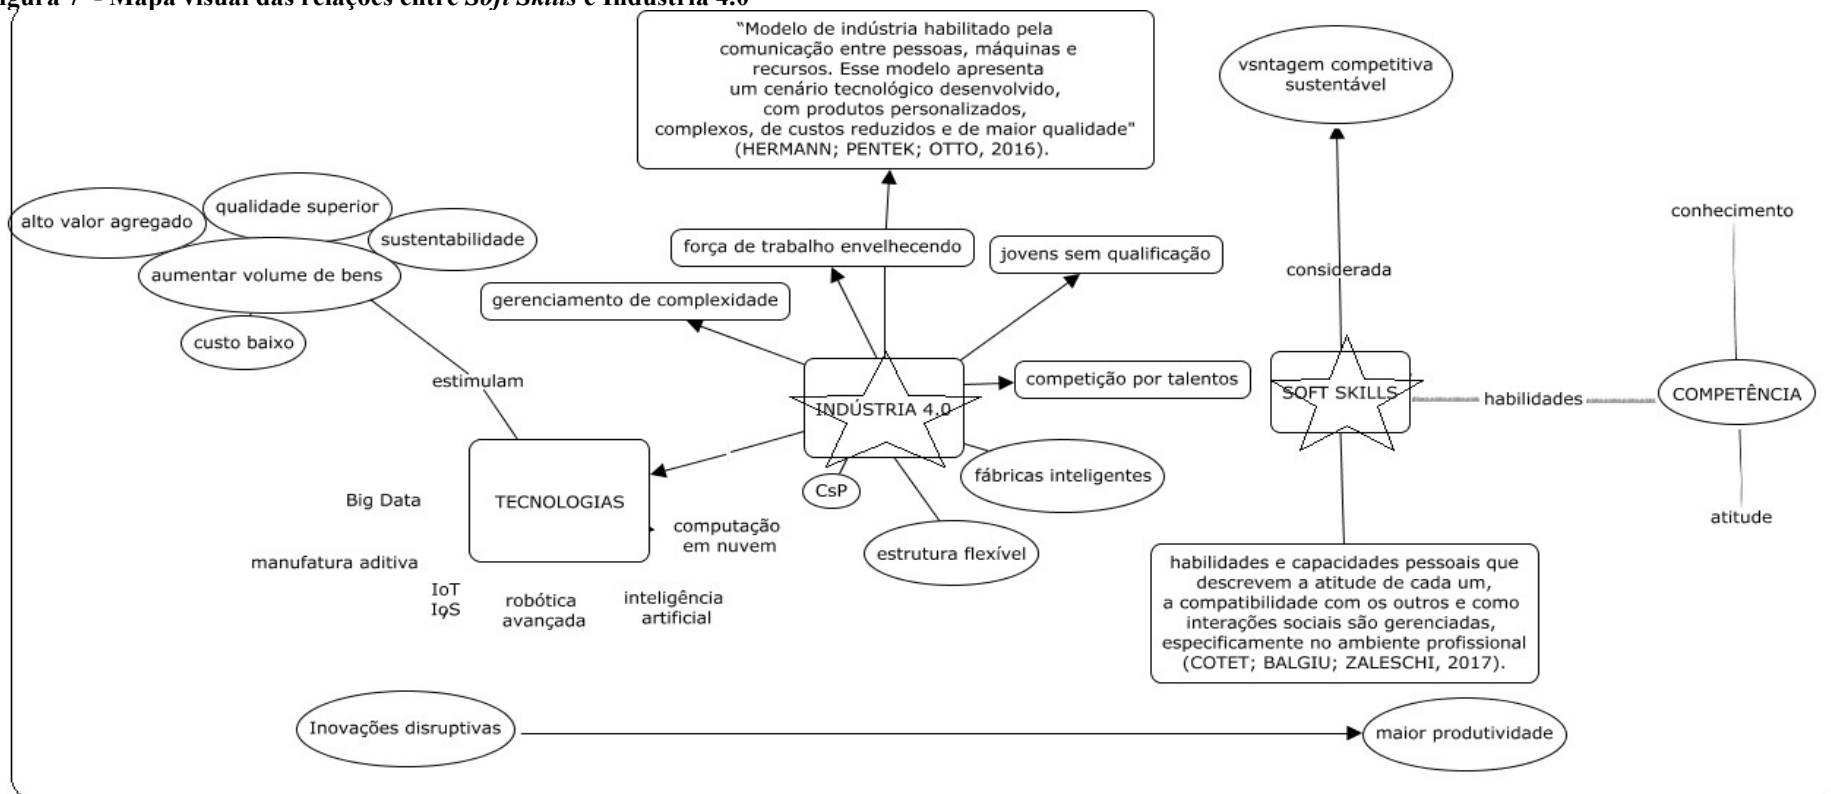 gura 7 - Mapa visual das relações entre Soft Skills e Indústria 4.0
"Modelo de indústria habilitado pela
comunicação entre pessoas, máquinas e
recursos. Esse modelo apresenta
um cenário tecnológico desenvolvido,
com produtos personalizados,
complexos, de custos reduzidos e de maior qualidade"
(HERMANN; PENTEK; OTTO, 2016).
vsntagem competitiva
sustentável
alto valor agregado
qualidade superior
sustentabilidade
aumentar volume de bens
custo baixo
força de trabalho envelhecendo
jovens sem qualificação
gerenciamento de complexidade
considerada
conhecimento
estimulam
INDÚSTRIA 4.0
competição por talentos
SOFT SKILLS
habilidades
COMPETÊNCIA
TECNOLOGIAS
CsP
fábricas inteligentes
estrutura flexível
atitude
Big Data
computação
em nuvem
manufatura aditiva
IoT
IoS
robótica
avançada
inteligência
artificial
habilidades e capacidades pessoais que
descrevem a atitude de cada um,
a compatibilidade com os outros e como
interações sociais são gerenciadas,
especificamente no ambiente profissional
(COTET; BALGIU; ZALESCHI, 2017).
Inovações disruptivas
maior produtividade